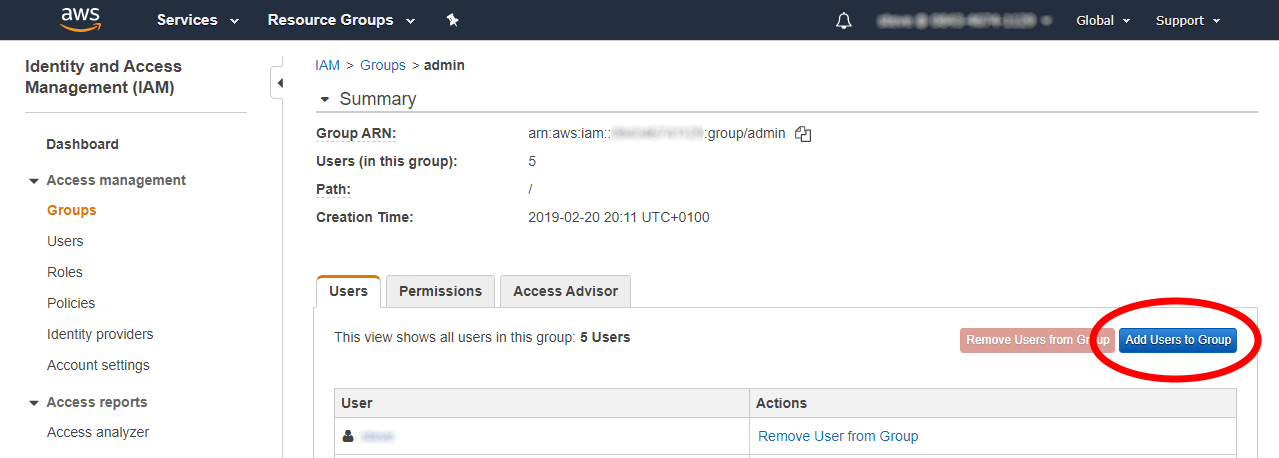 aws Services Resource Groups Global Support
Identity and Access
Management (IAM)
Dashboard
Access management
Groups
Users
Roles
Policies
Identity providers
Account settings
Access reports
Access analyzer
IAM > Groups > admin
Summary
Group ARN: arn:aws:iam:: :group/admin
Users (in this group): 5
Path: /
Creation Time: 2019-02-20 20:11 UTC+0100
Users Permissions Access Advisor
This view shows all users in this group: 5 Users
Remove Users from Group Add Users to Group
User Actions
Remove User from Group